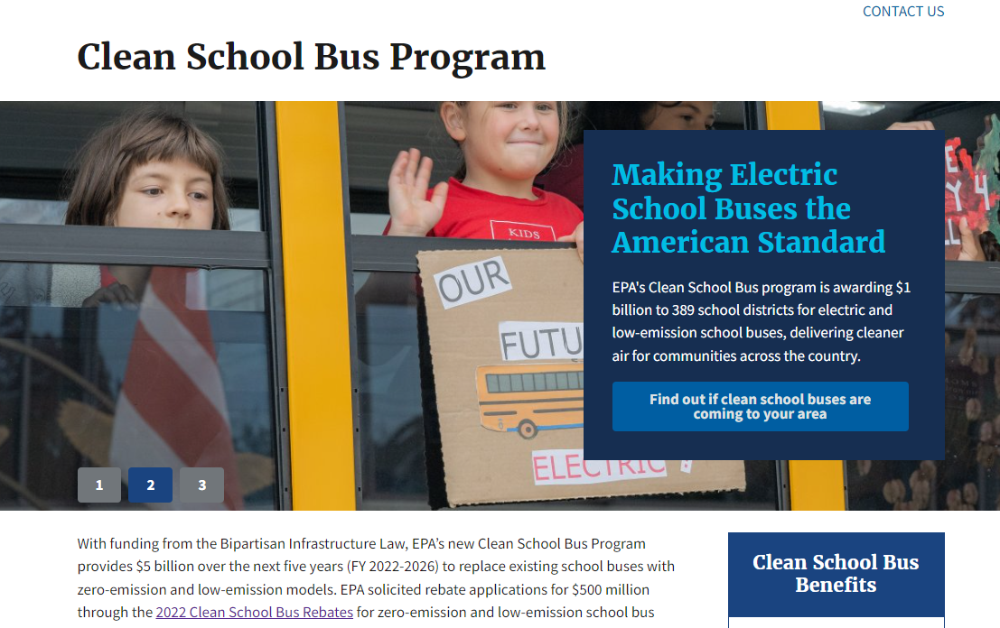 CONTACT US
Clean School Bus Program
Making Electric
School Buses the
American Standard
EPA's Clean School Bus program is awarding $1
billion to 389 school districts for electric and
low-emission school buses, delivering cleaner
air for communities across the country.
Find out if clean school buses are
coming to your area
KIDS
OUR
FUTU
ELECTRIC !
Y 4
1 2 3
With funding from the Bipartisan Infrastructure Law, EPA’s new Clean School Bus Program
provides $5 billion over the next five years (FY 2022-2026) to replace existing school buses with
zero-emission and low-emission models. EPA solicited rebate applications for $500 million
through the 2022 Clean School Bus Rebates for zero-emission and low-emission school bus
Clean School Bus
Benefits